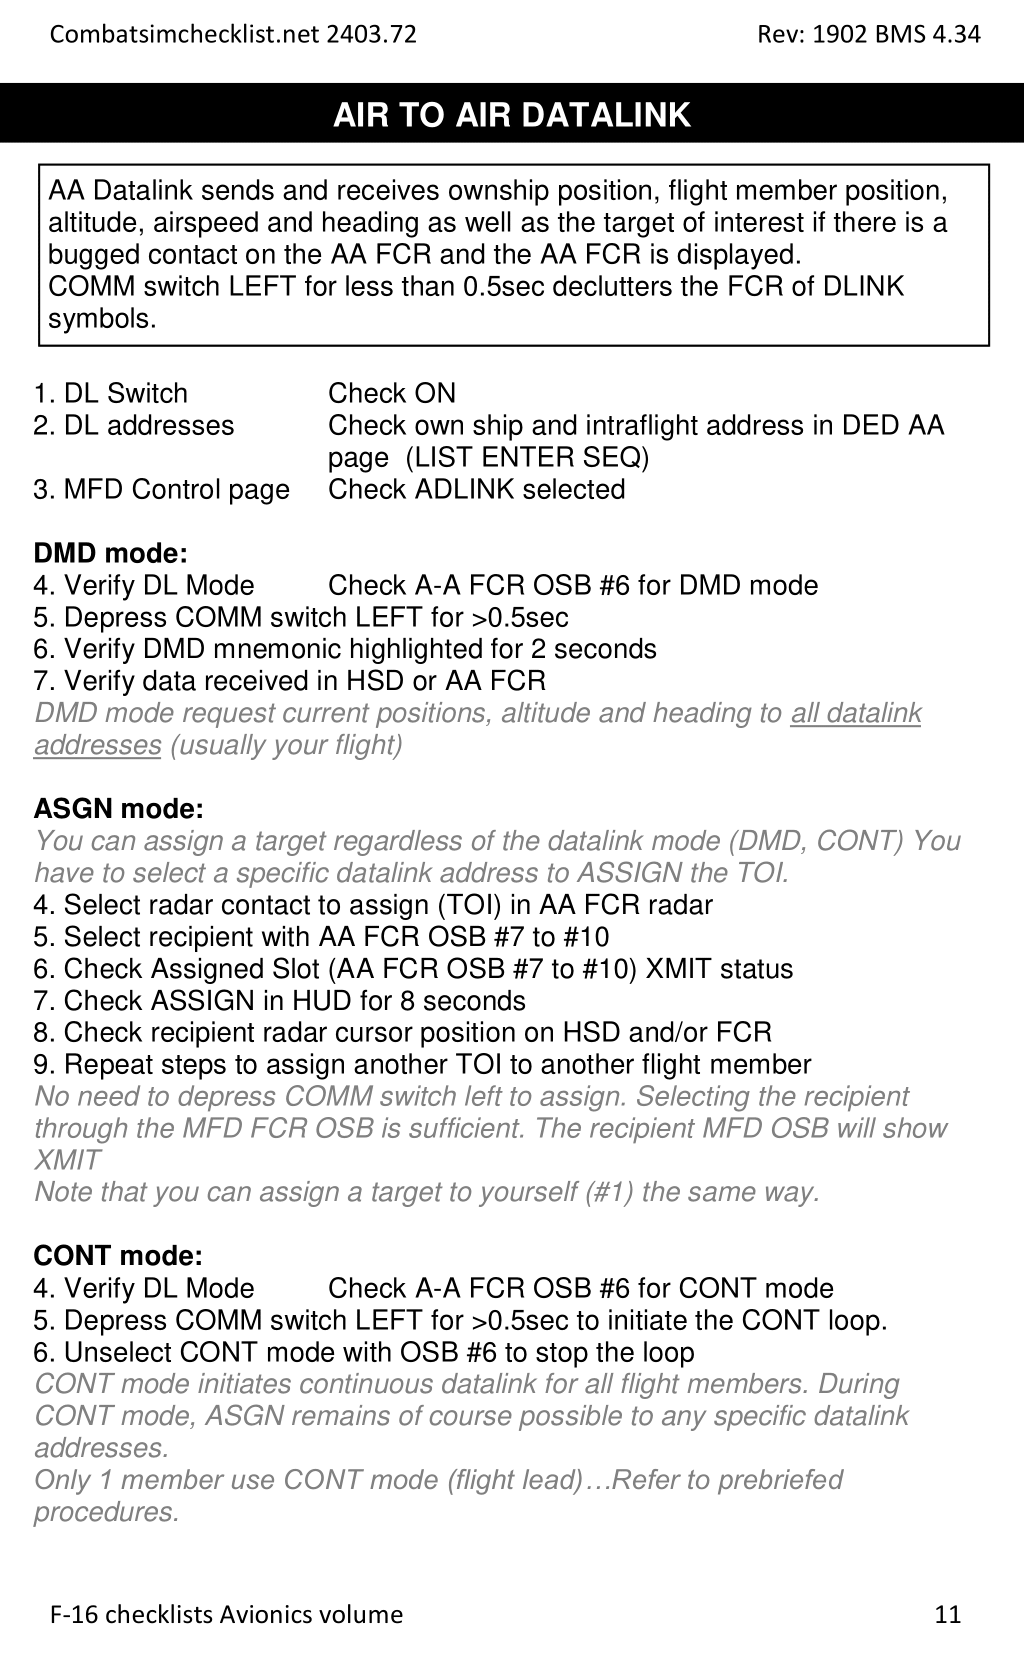 Combatsimchecklist.net 2403.72 Rev: 1902 BMS 4.34
AIR TO AIR DATALINK
AA Datalink sends and receives ownship position, flight member position,
altitude, airspeed and heading as well as the target of interest if there is a
bugged contact on the AA FCR and the AA FCR is displayed.
COMM switch LEFT for less than 0.5sec declutters the FCR of DLINK
symbols.
1. DL Switch Check ON
2. DL addresses Check own ship and intraflight address in DED AA
page (LIST ENTER SEQ)
3. MFD Control page Check ADLINK selected
DMD mode:
4. Verify DL Mode Check A-A FCR OSB #6 for DMD mode
5. Depress COMM switch LEFT for >0.5sec
6. Verify DMD mnemonic highlighted for 2 seconds
7. Verify data received in HSD or AA FCR
DMD mode request current positions, altitude and heading to all datalink
addresses (usually your flight)
ASGN mode:
You can assign a target regardless of the datalink mode (DMD, CONT) You
have to select a specific datalink address to ASSIGN the TOI.
4. Select radar contact to assign (TOI) in AA FCR radar
5. Select recipient with AA FCR OSB #7 to #10
6. Check Assigned Slot (AA FCR OSB #7 to #10) XMIT status
7. Check ASSIGN in HUD for 8 seconds
8. Check recipient radar cursor position on HSD and/or FCR
9. Repeat steps to assign another TOI to another flight member
No need to depress COMM switch left to assign. Selecting the recipient
through the MFD FCR OSB is sufficient. The recipient MFD OSB will show
XMIT
Note that you can assign a target to yourself (#1) the same way.
CONT mode:
4. Verify DL Mode Check A-A FCR OSB #6 for CONT mode
5. Depress COMM switch LEFT for >0.5sec to initiate the CONT loop.
6. Unselect CONT mode with OSB #6 to stop the loop
CONT mode initiates continuous datalink for all flight members. During
CONT mode, ASGN remains of course possible to any specific datalink
addresses.
Only 1 member use CONT mode (flight lead)…Refer to prebriefed
procedures.
F-16 checklists Avionics volume 11